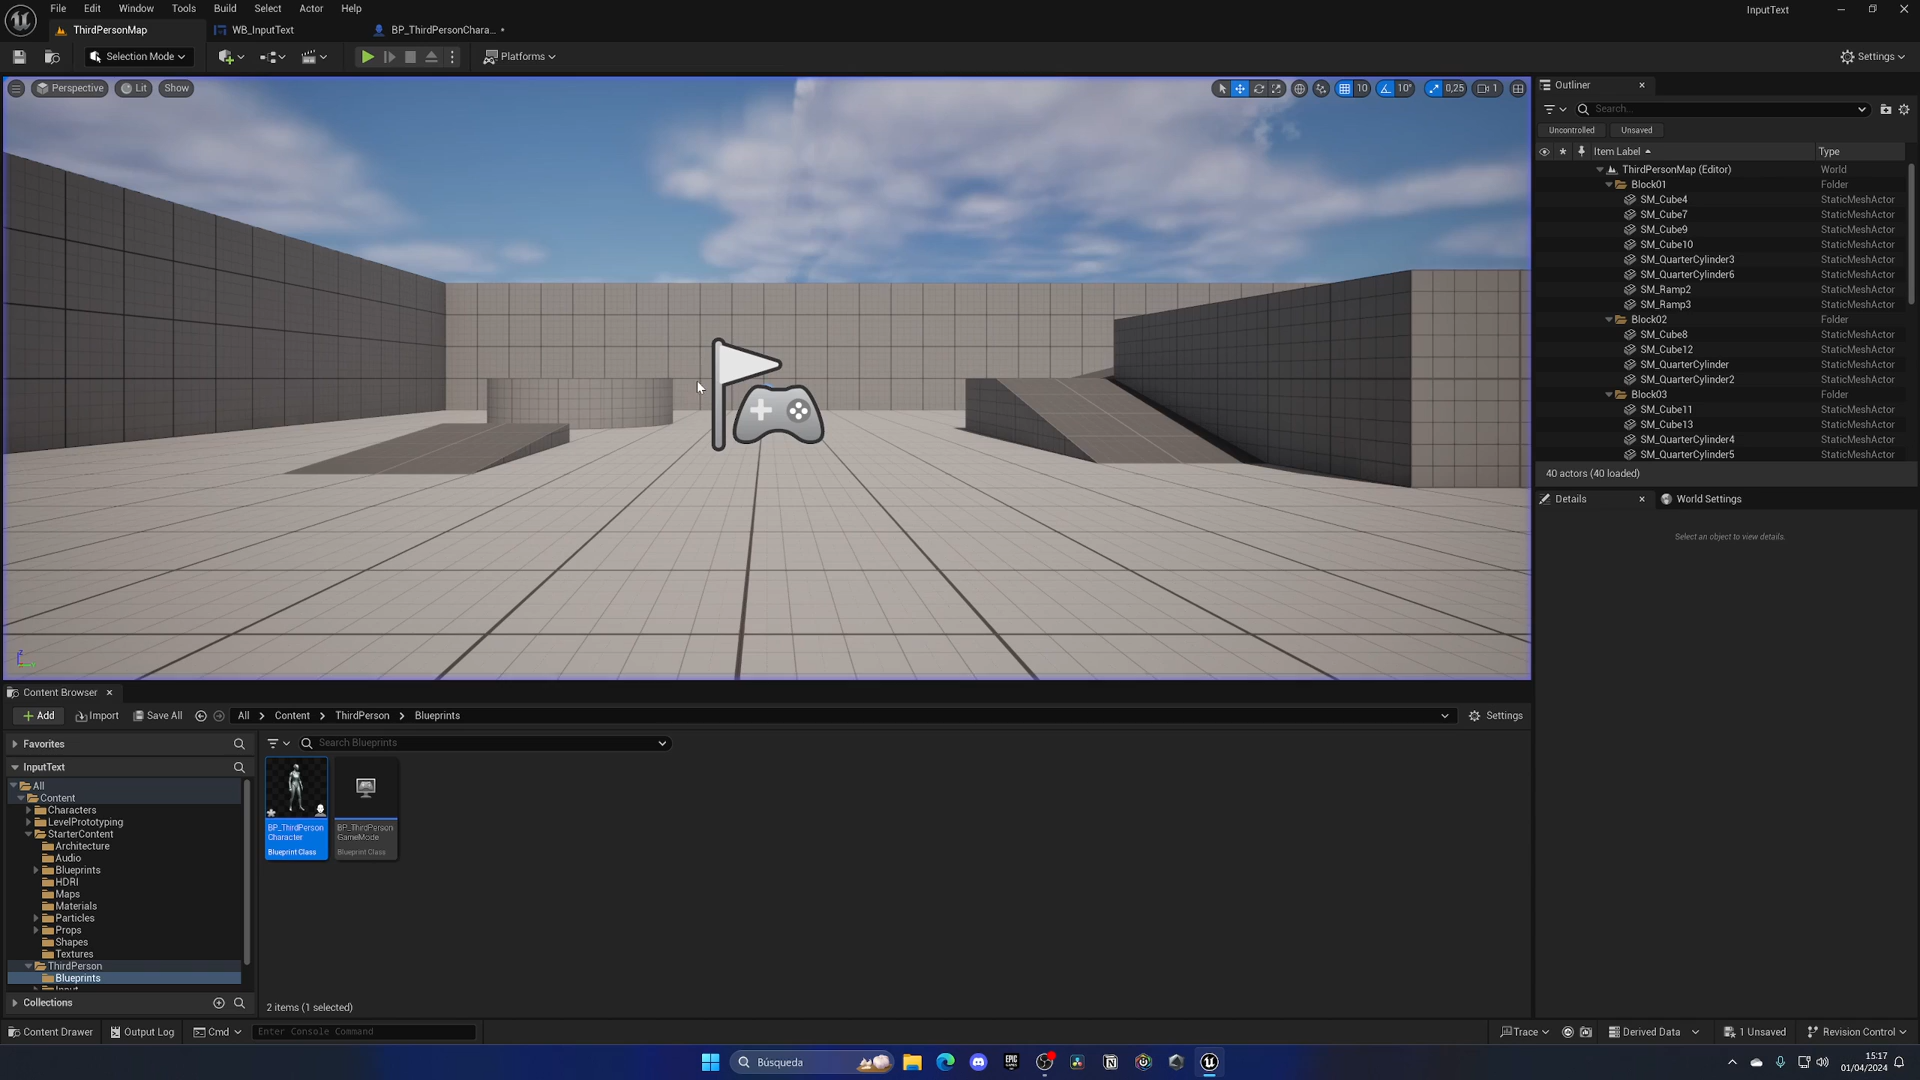 File Edit Window Tools Build Select Actor Help
InputText
ThirdPersonMap
WB_InputText
BP_ThirdPersonChara... •
Selection Mode
Platforms
Settings
Perspective
Lit
Show
10
10°
0,25
1
Outliner
Search...
Uncontrolled
Unsaved
Item Label
Type
ThirdPersonMap (Editor) World
Block01 Folder
SM_Cube4 StaticMeshActor
SM_Cube7 StaticMeshActor
SM_Cube9 StaticMeshActor
SM_Cube10 StaticMeshActor
SM_QuarterCylinder3 StaticMeshActor
SM_QuarterCylinder6 StaticMeshActor
SM_Ramp2 StaticMeshActor
SM_Ramp3 StaticMeshActor
Block02 Folder
SM_Cube8 StaticMeshActor
SM_Cube12 StaticMeshActor
SM_QuarterCylinder StaticMeshActor
SM_QuarterCylinder2 StaticMeshActor
Block03 Folder
SM_Cube11 StaticMeshActor
SM_Cube13 StaticMeshActor
SM_QuarterCylinder4 StaticMeshActor
SM_QuarterCylinder5 StaticMeshActor
40 actors (40 loaded)
Details
World Settings
Select an object to view details.
Z
Content Browser
Add
Import
Save All
All > Content > ThirdPerson > Blueprints
Settings
Favorites
Search Blueprints
InputText
All
Content
Characters
LevelPrototyping
StarterContent
Architecture
Audio
Blueprints
HDRI
Maps
Materials
Particles
Props
Shapes
Textures
ThirdPerson
Blueprints
Input
Collections
BP_ThirdPerson
Character
Blueprint Class
BP_ThirdPerson
GameMode
Blueprint Class
2 items (1 selected)
Content Drawer
Output Log
Cmd
Enter Console Command
Trace
Derived Data
1 Unsaved
Revision Control
Búsqueda
EPIC
15:17
01/04/2024